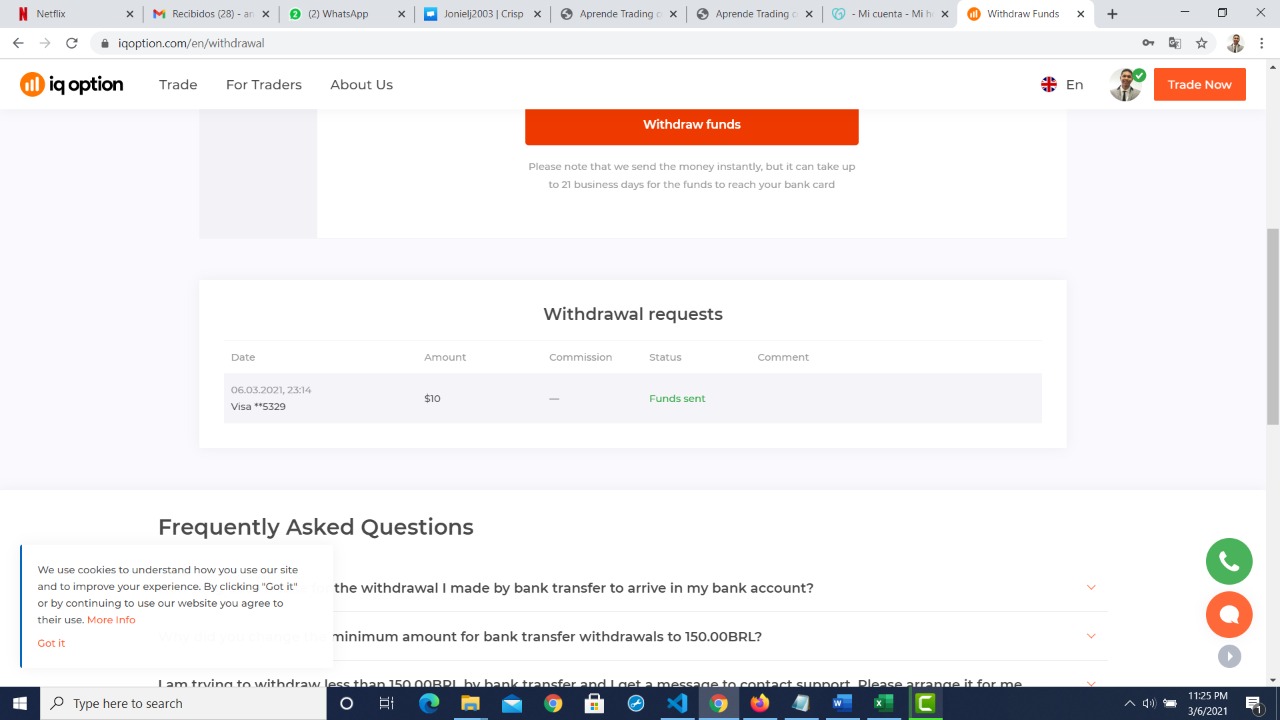 Netflix
Recibidos (28) - an
(2) WhatsApp
Jonielj2003 | Crisp
Aprende Trading c
Aprende Trading c
Mi cuenta - Mi h
Withdraw Funds
iqoption.com/en/withdrawal
iq option
Trade
For Traders
About Us
En
Trade Now
Withdraw funds
Please note that we send the money instantly, but it can take up
to 21 business days for the funds to reach your bank card
Withdrawal requests
Date Amount Commission Status Comment
06.03.2021, 23:14
Visa **5329
$10 — Funds sent
Frequently Asked Questions
the withdrawal I made by bank transfer to arrive in my bank account?
minimum amount for bank transfer withdrawals to 150.00BRL?
I am trying to withdraw less than 150.00BRL by bank transfer and I get a message to contact support. Please arrange it for me
We use cookies to understand how you use our site
and to improve your experience. By clicking "Got it"
or by continuing to use our website you agree to
their use. More Info
Got it
Type here to search
11:25 PM
3/6/2021